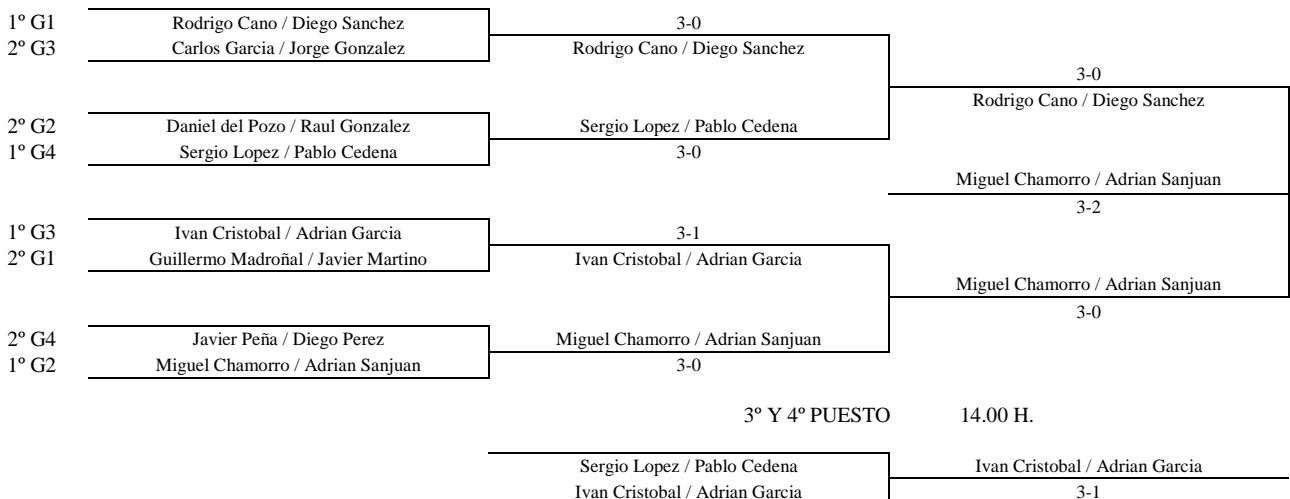 1º G1 Rodrigo Cano / Diego Sanchez 3-0
2º G3 Carlos Garcia / Jorge Gonzalez Rodrigo Cano / Diego Sanchez
3-0
Rodrigo Cano / Diego Sanchez
2º G2 Daniel del Pozo / Raul Gonzalez Sergio Lopez / Pablo Cedena
1º G4 Sergio Lopez / Pablo Cedena 3-0
Miguel Chamorro / Adrian Sanjuan
3-2
1º G3 Ivan Cristobal / Adrian Garcia 3-1
2º G1 Guillermo Madroñal / Javier Martino Ivan Cristobal / Adrian Garcia
Miguel Chamorro / Adrian Sanjuan
3-0
2º G4 Javier Peña / Diego Perez Miguel Chamorro / Adrian Sanjuan
1º G2 Miguel Chamorro / Adrian Sanjuan 3-0
3º Y 4º PUESTO 14.00 H.
Sergio Lopez / Pablo Cedena Ivan Cristobal / Adrian Garcia
Ivan Cristobal / Adrian Garcia 3-1